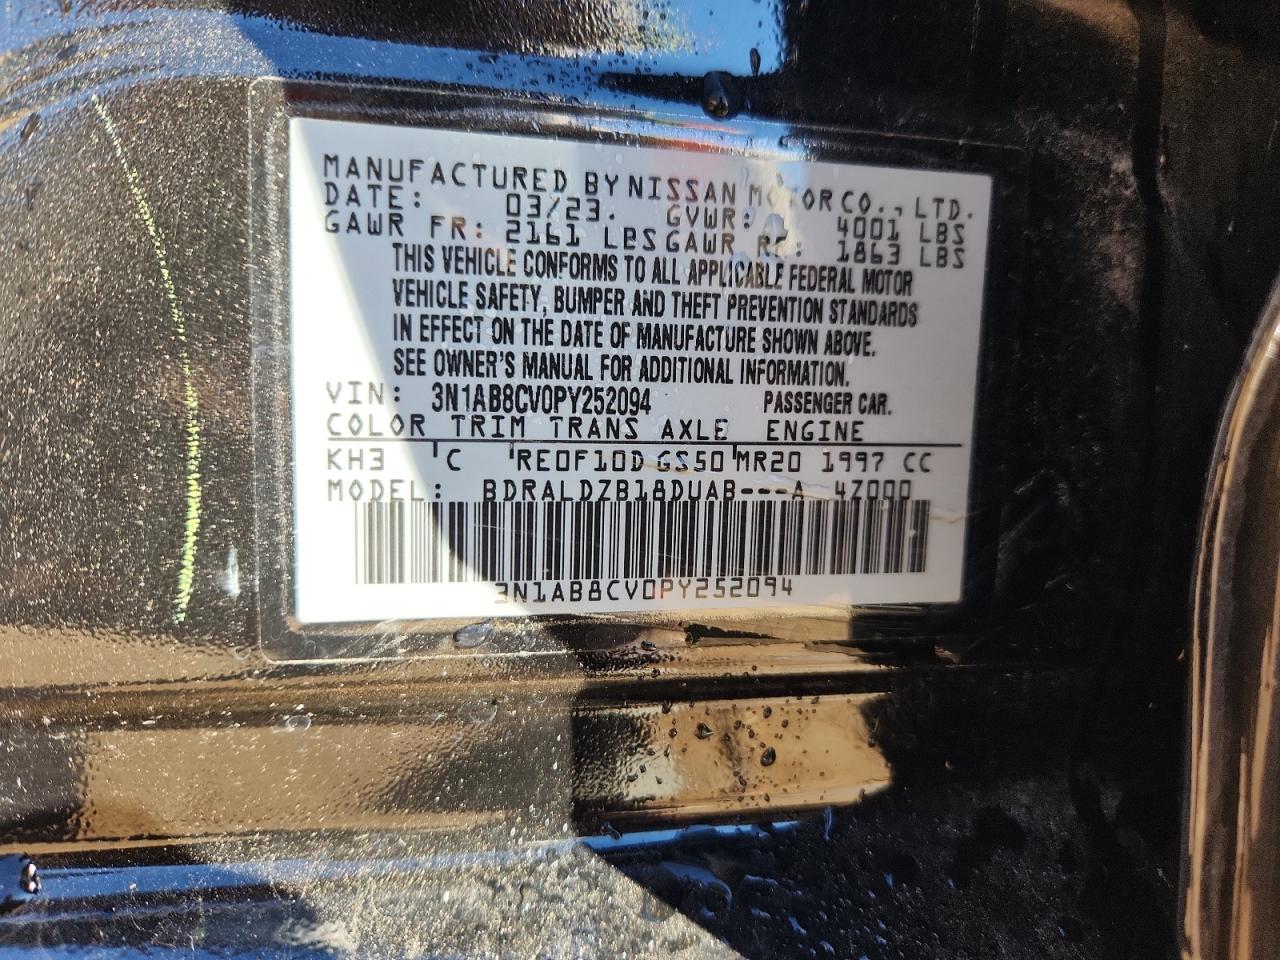 MANUFACTURED BY NISSAN MOTOR CO., LTD.
DATE: 03/23. GVWR: 4001 LBS
GAWR FR: 2161 LBS GAWR RR: 1863 LBS
THIS VEHICLE CONFORMS TO ALL APPLICABLE FEDERAL MOTOR
VEHICLE SAFETY, BUMPER AND THEFT PREVENTION STANDARDS
IN EFFECT ON THE DATE OF MANUFACTURE SHOWN ABOVE.
SEE OWNER'S MANUAL FOR ADDITIONAL INFORMATION.
VIN: 3N1AB8CV0PY252094 PASSENGER CAR.
COLOR TRIM TRANS AXLE ENGINE
KH3 C RE0F10D GS50 MR20 1997 CC
MODEL: BDRALDZB18DUAB---A 4Z000
3N1AB8CV0PY252094